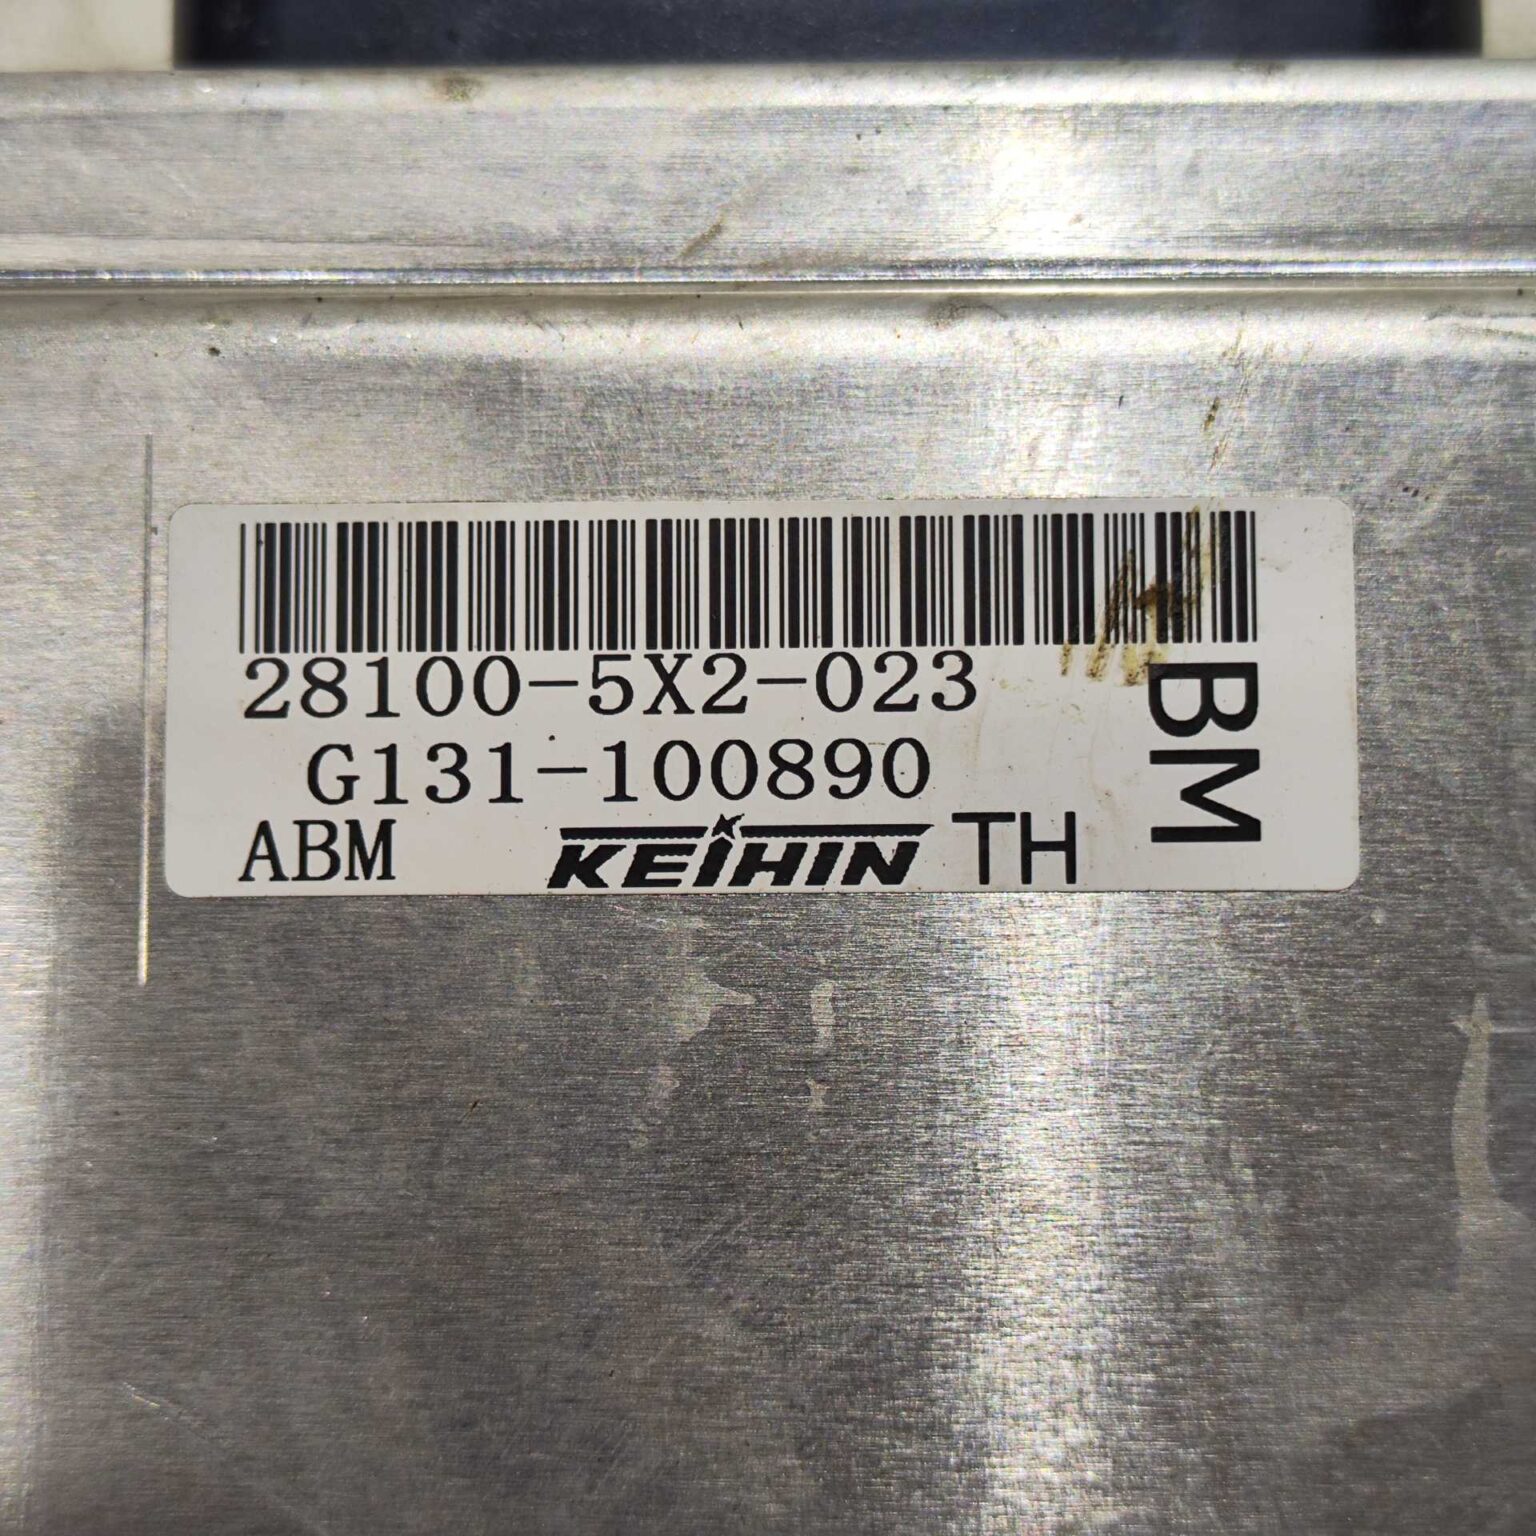 28100-5X2-023
G131-100890
ABM KEIHIN TH
BM